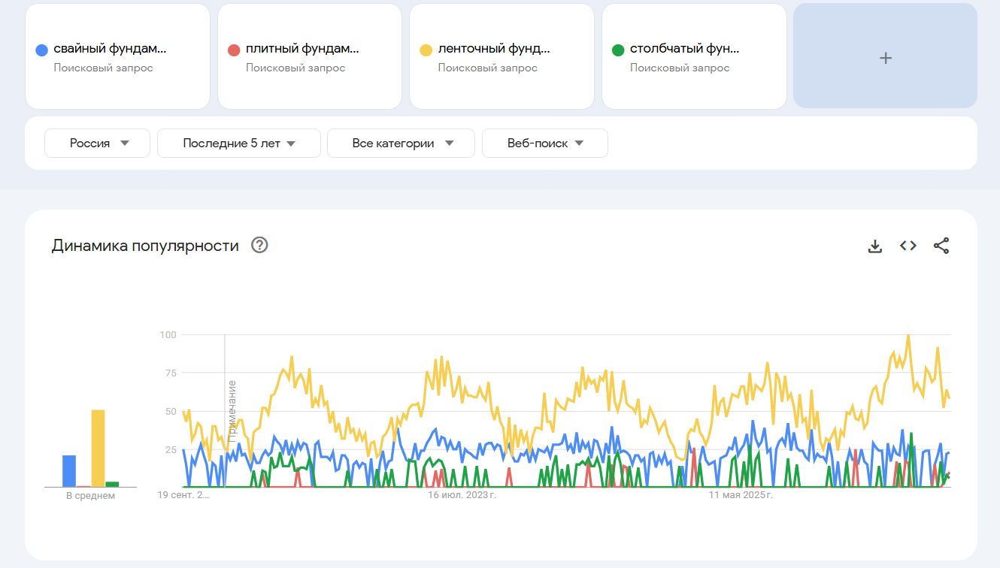 свайный фундам...
Поисковый запрос
плитный фундам...
Поисковый запрос
ленточный фунд...
Поисковый запрос
столбчатый фун...
Поисковый запрос
+
Россия
Последние 5 лет
Все категории
Веб-поиск
Динамика популярности
?
100
75
50
25
Примечание
В среднем
19 сент. 2...
16 июл. 2023 г.
11 мая 2025 г.